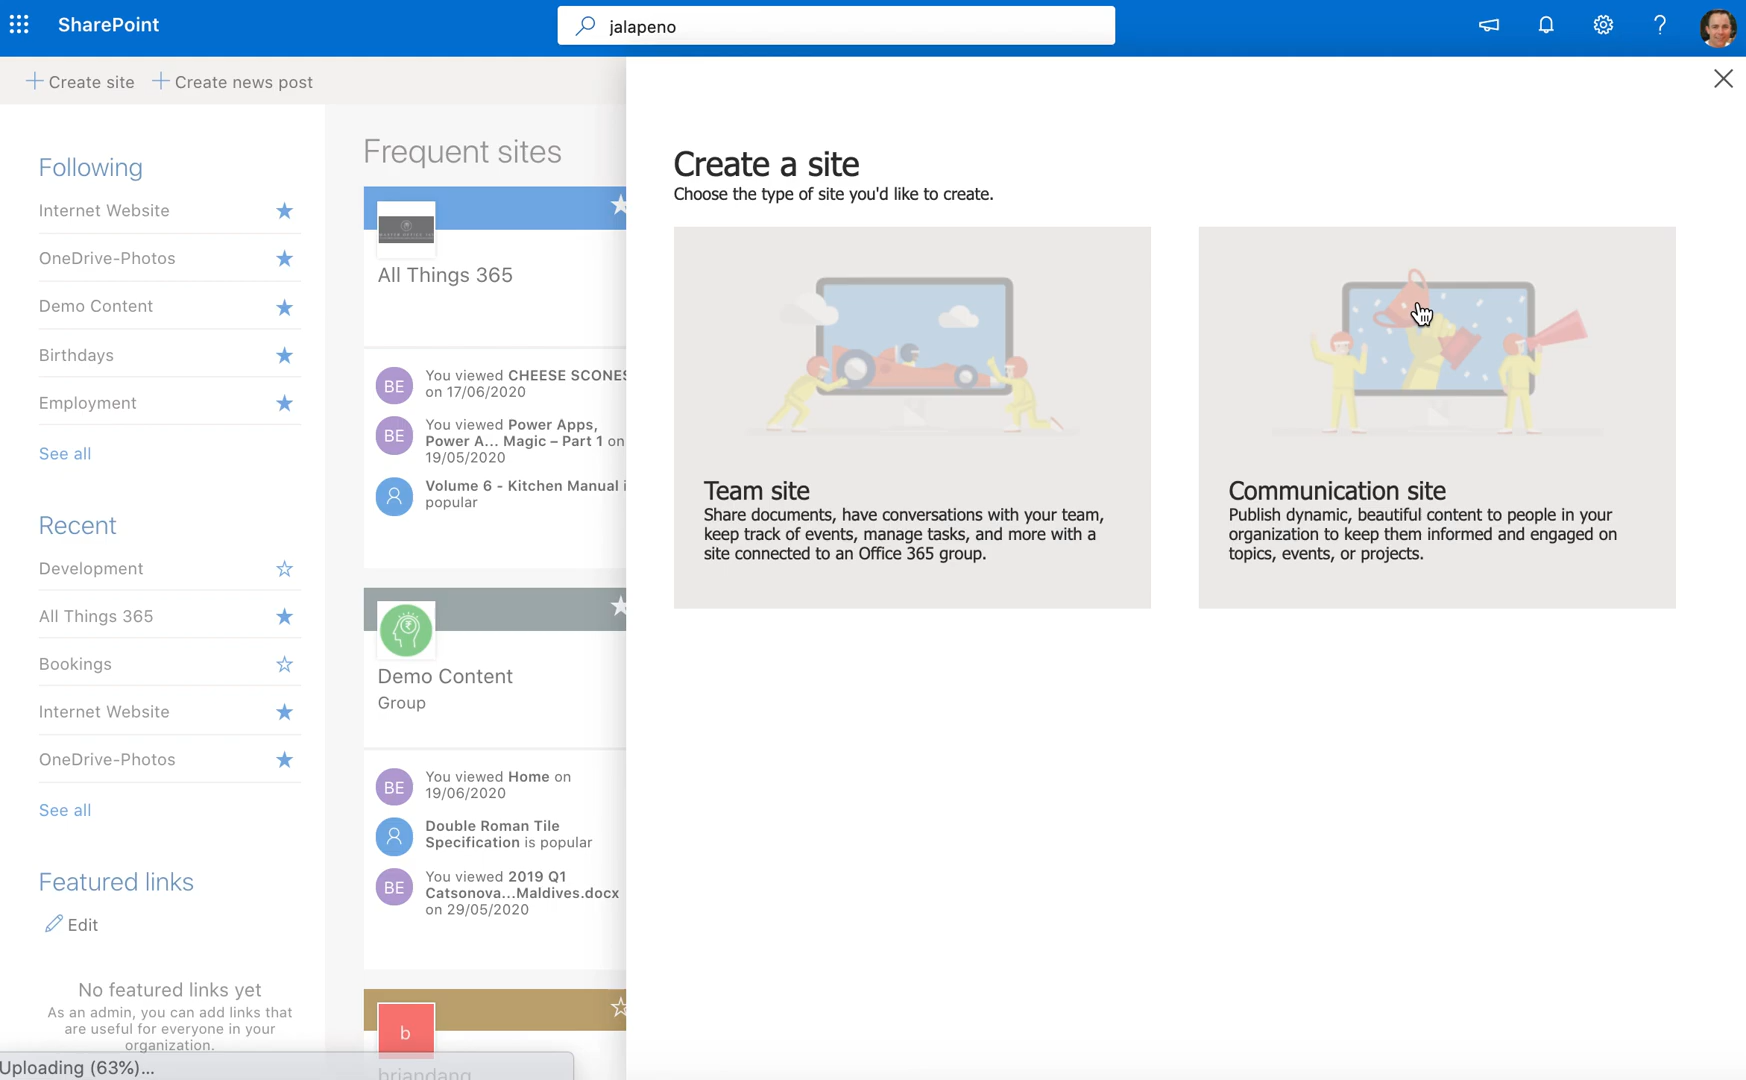 SharePoint
jalapeno
?
Create site
Create news post
Following
Internet Website
OneDrive-Photos
Demo Content
Birthdays
Employment
See all
Recent
Development
All Things 365
Bookings
Internet Website
OneDrive-Photos
See all
Featured links
Edit
No featured links yet
As an admin, you can add links that
are useful for everyone in your
organization.
Uploading (63%)...
Frequent sites
All Things 365
BE
You viewed CHEESE SCONES
on 17/06/2020
BE
You viewed Power Apps,
Power A... Magic – Part 1 on
19/05/2020
Volume 6 - Kitchen Manual i
popular
Demo Content
Group
BE
You viewed Home on
19/06/2020
Double Roman Tile
Specification is popular
BE
You viewed 2019 Q1
Catsonova...Maldives.docx
on 29/05/2020
b
briandang
Create a site
Choose the type of site you'd like to create.
Team site
Share documents, have conversations with your team,
keep track of events, manage tasks, and more with a
site connected to an Office 365 group.
Communication site
Publish dynamic, beautiful content to people in your
organization to keep them informed and engaged on
topics, events, or projects.